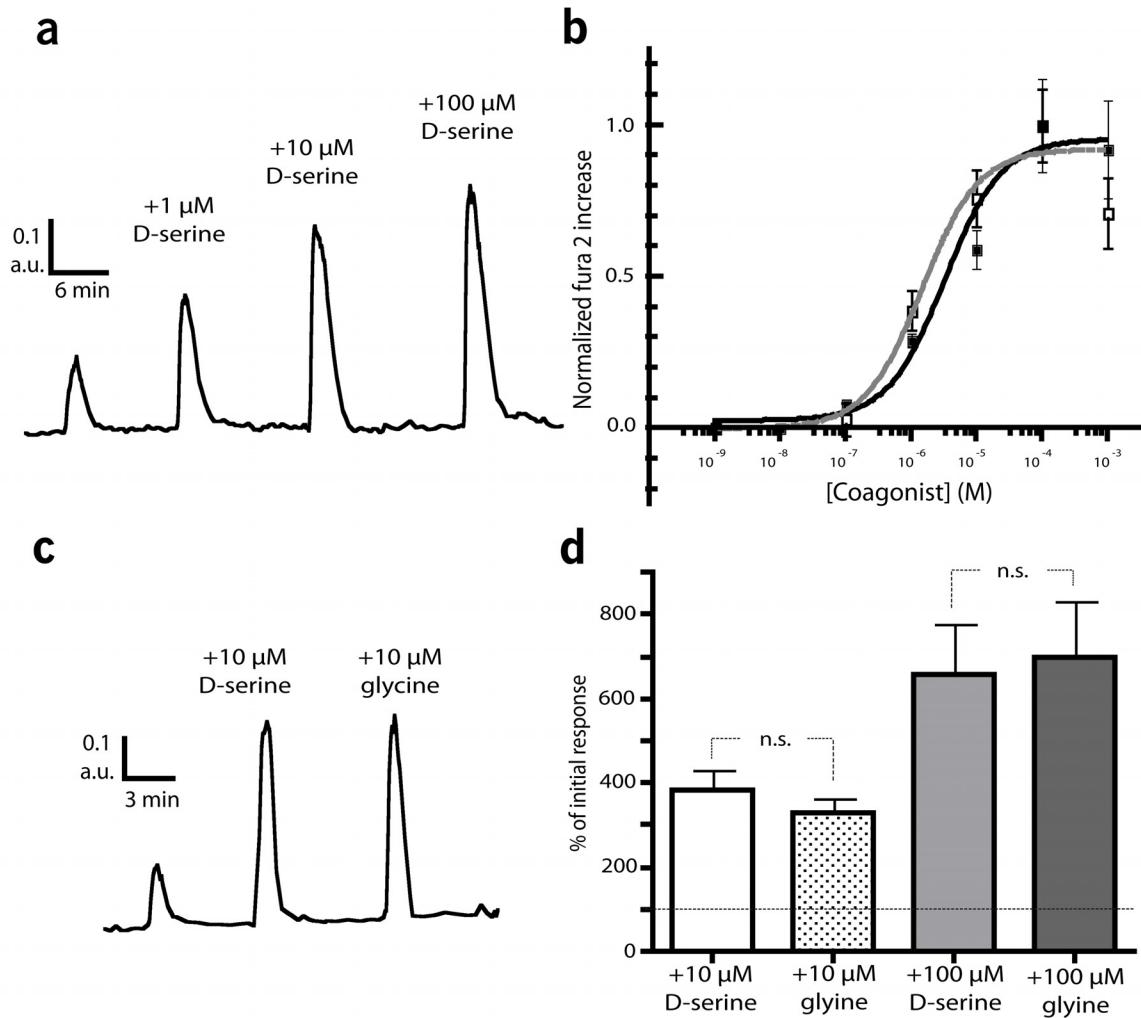 a
+1 µM
D-serine
+10 µM
D-serine
+100 µM
D-serine
0.1
a.u.
6 min
b
Normalized fura 2 increase
1.0
0.5
0.0
10-9
10-8
10-7
10-6
10-5
10-4
10-3
[Coagonist] (M)
c
+10 µM
D-serine
+10 µM
glycine
0.1
a.u.
3 min
d
% of initial response
800
600
400
200
0
n.s.
n.s.
+10 µM
D-serine
+10 µM
glyine
+100 µM
D-serine
+100 µM
glyine